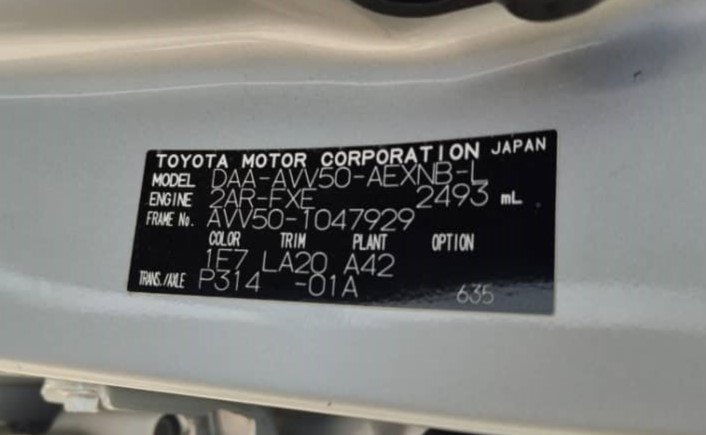 TOYOTA MOTOR CORPORATION JAPAN
MODEL DAA-AVV50-AEXNB-L
ENGINE 2AR-FXE 2493 mL
FRAME No. AVV50-1047929
COLOR TRIM PLANT OPTION
1E7 LA20 A42
TRANS./AXLE P314 -01A 635